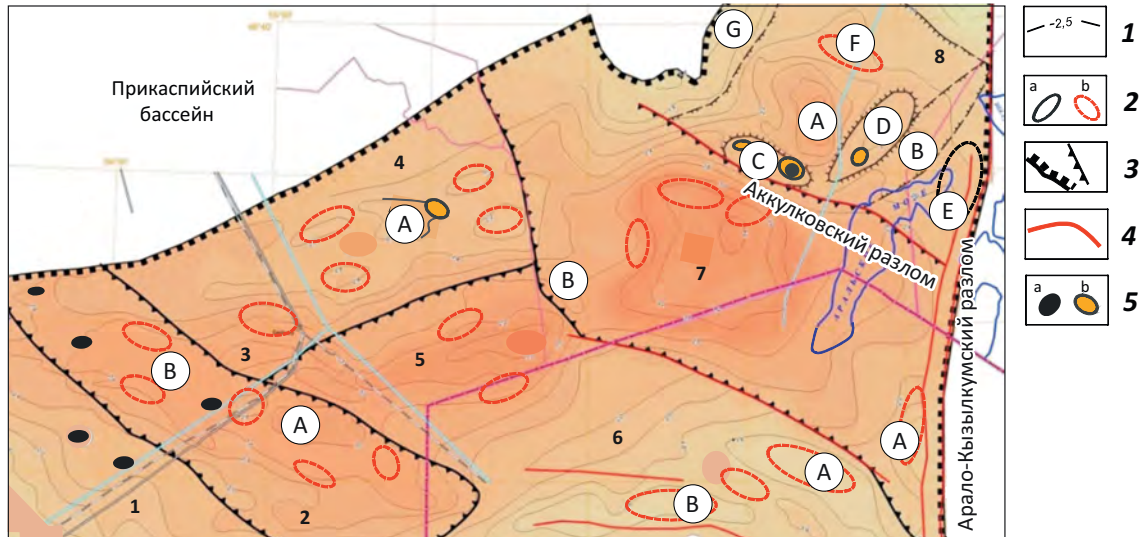 Прикаспийский
бассейн
G
F
8
A
D
B
C
E
4
A
Аккулковский разлом
7
B
5
3
B
A
6
A
A
B
1
2
Арало-Кызылкумский разлом
-2,5
1
a
b
2
3
4
a
b
5